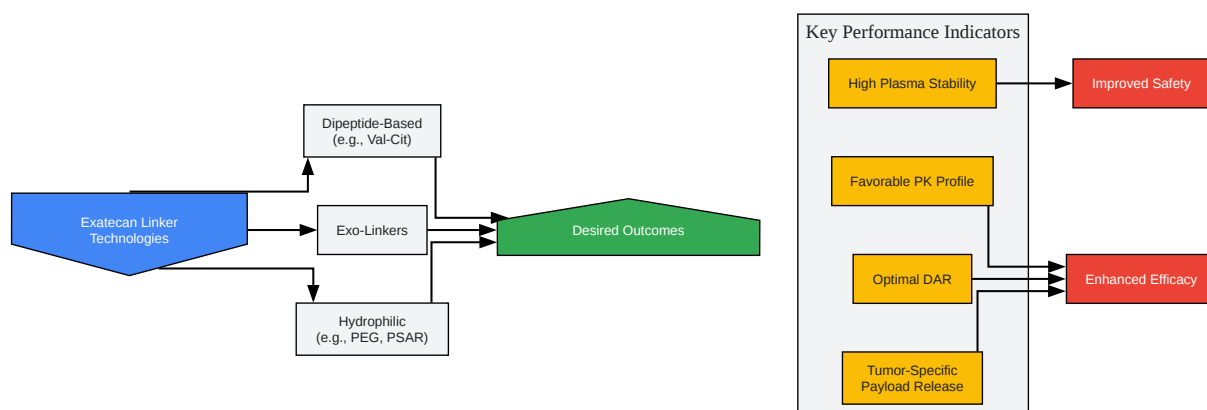 Exatecan Linker
Technologies
Dipeptide-Based
(e.g., Val-Cit)
Exo-Linkers
Hydrophilic
(e.g., PEG, PSAR)
Desired Outcomes
Key Performance Indicators
High Plasma Stability
Favorable PK Profile
Optimal DAR
Tumor-Specific
Payload Release
Improved Safety
Enhanced Efficacy